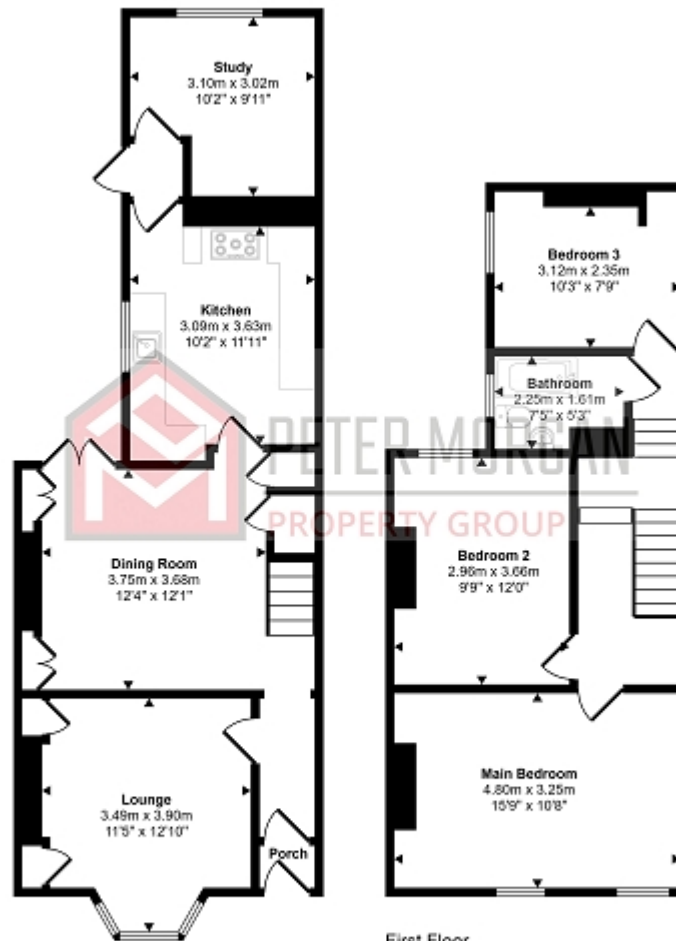 Study
3.10m x 3.02m
10'2" x 9'11"
Kitchen
3.09m x 3.63m
10'2" x 11'11"
Dining Room
3.75m x 3.68m
12'4" x 12'1"
Lounge
3.49m x 3.90m
11'5" x 12'10"
Porch
Bedroom 3
3.12m x 2.35m
10'3" x 7'9"
Bathroom
2.25m x 1.61m
7'5" x 5'3"
Bedroom 2
2.96m x 3.66m
9'9" x 12'0"
Main Bedroom
4.80m x 3.25m
15'9" x 10'8"
First Floor
PETER MORGAN
PROPERTY GROUP